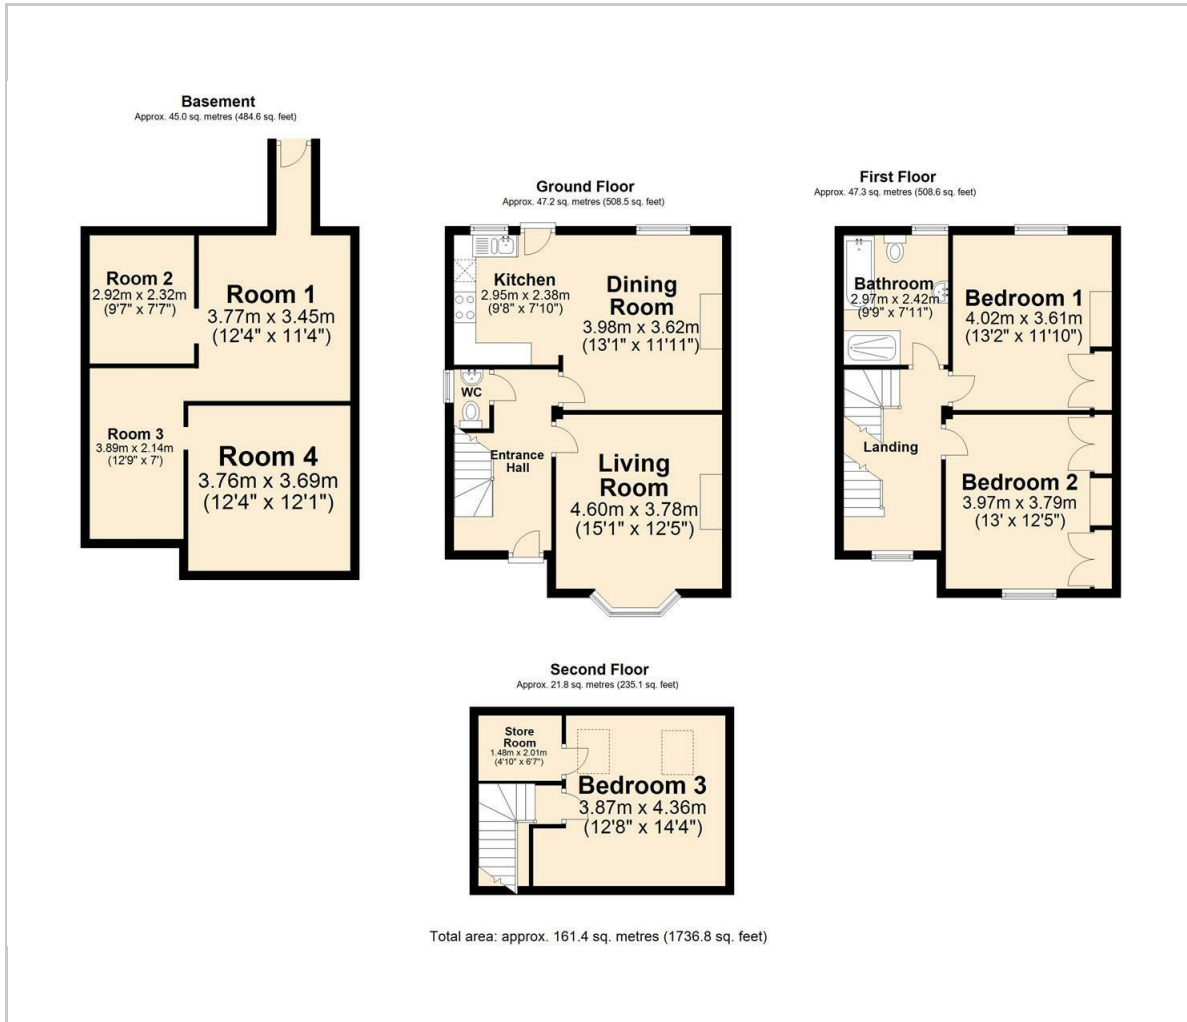 Basement
Approx. 45.0 sq. metres (484.6 sq. feet)
Room 2
2.92m x 2.32m
(9'7" x 7'7")
Room 1
3.77m x 3.45m
(12'4" x 11'4")
Room 3
3.89m x 2.14m
(12'9" x 7')
Room 4
3.76m x 3.69m
(12'4" x 12'1")
Ground Floor
Approx. 47.2 sq. metres (508.5 sq. feet)
Kitchen
2.95m x 2.38m
(9'8" x 7'10")
Dining
Room
3.98m x 3.62m
(13'1" x 11'11")
WC
Entrance
Hall
Living
Room
4.60m x 3.78m
(15'1" x 12'5")
First Floor
Approx. 47.3 sq. metres (508.6 sq. feet)
Bathroom
2.97m x 2.42m
(9'9" x 7'11")
Bedroom 1
4.02m x 3.61m
(13'2" x 11'10")
Landing
Bedroom 2
3.97m x 3.79m
(13' x 12'5")
Second Floor
Approx. 21.8 sq. metres (235.1 sq. feet)
Store
Room
1.48m x 2.01m
(4'10" x 6'7")
Bedroom 3
3.87m x 4.36m
(12'8" x 14'4")
Total area: approx. 161.4 sq. metres (1736.8 sq. feet)